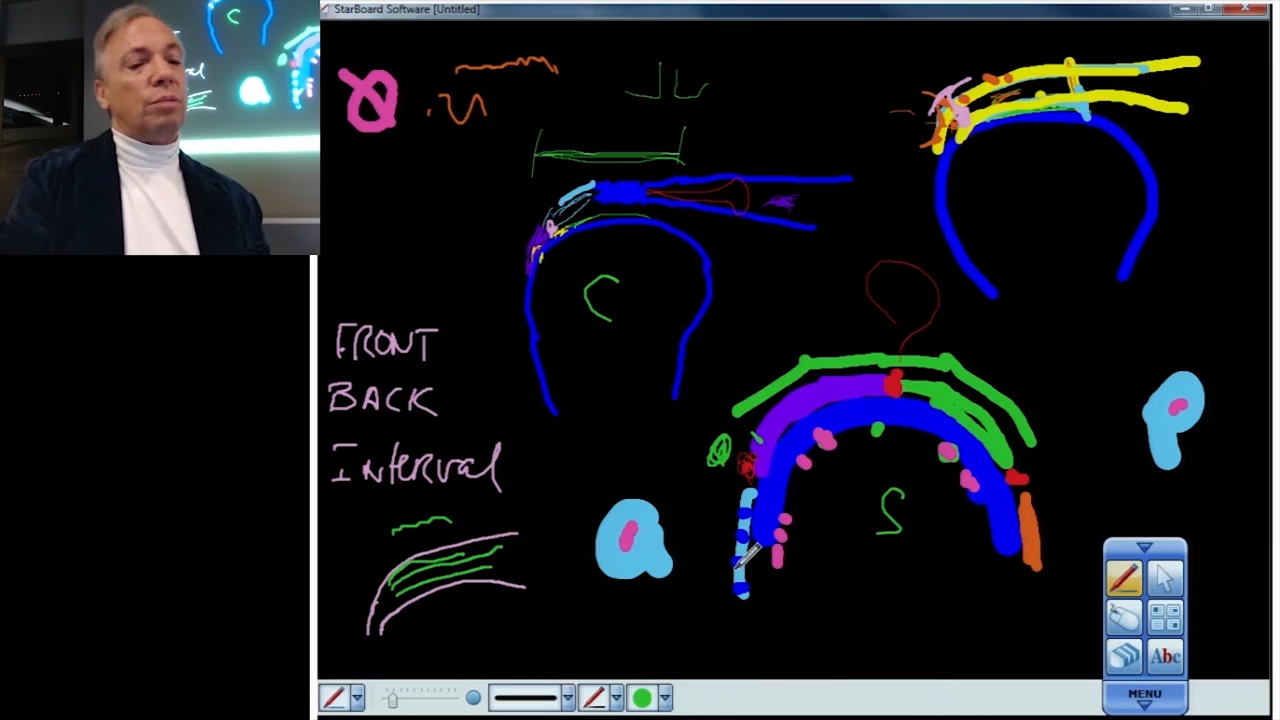 StarBoard Software [Untitled]
C
FRONT
BACK
INTERVAL
S
Abc
MENU